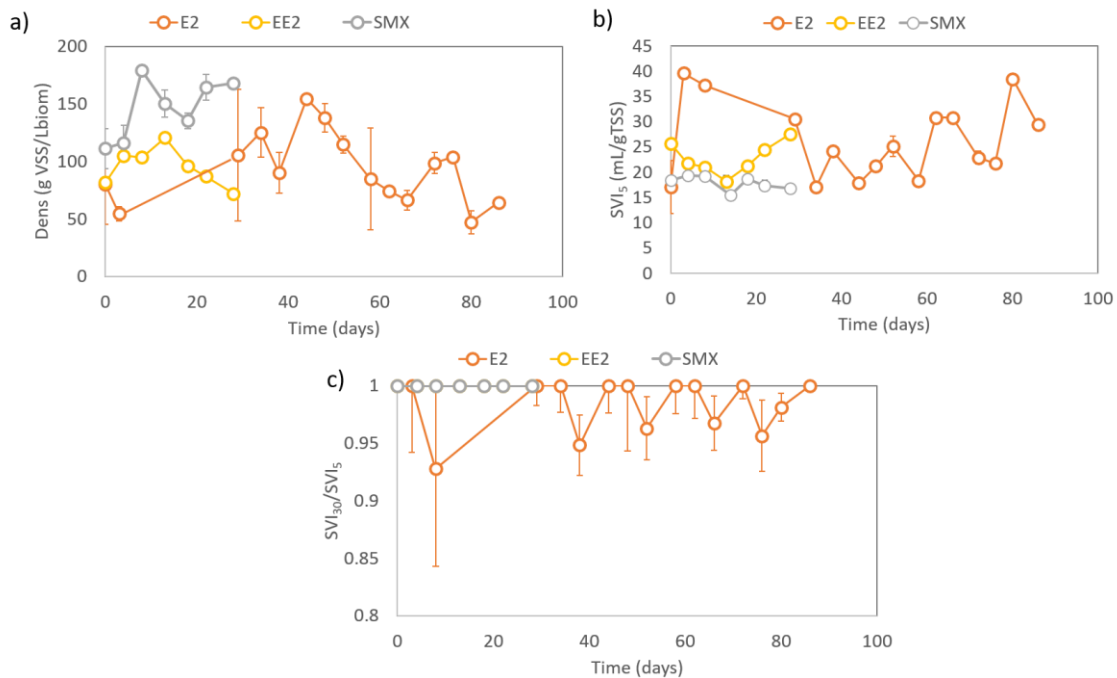 a)
E2 EE2 SMX
200
150
100
50
0
Dens (g VSS/Lbiom)
0 20 40 60 80 100
Time (days)
b)
E2 EE2 SMX
45
40
35
30
25
20
15
10
5
0
SVI5 (mL/gTSS)
0 20 40 60 80 100
Time (days)
c)
E2 EE2 SMX
1
0.95
0.9
0.85
0.8
SVI30/SVI5
0 20 40 60 80 100
Time (days)